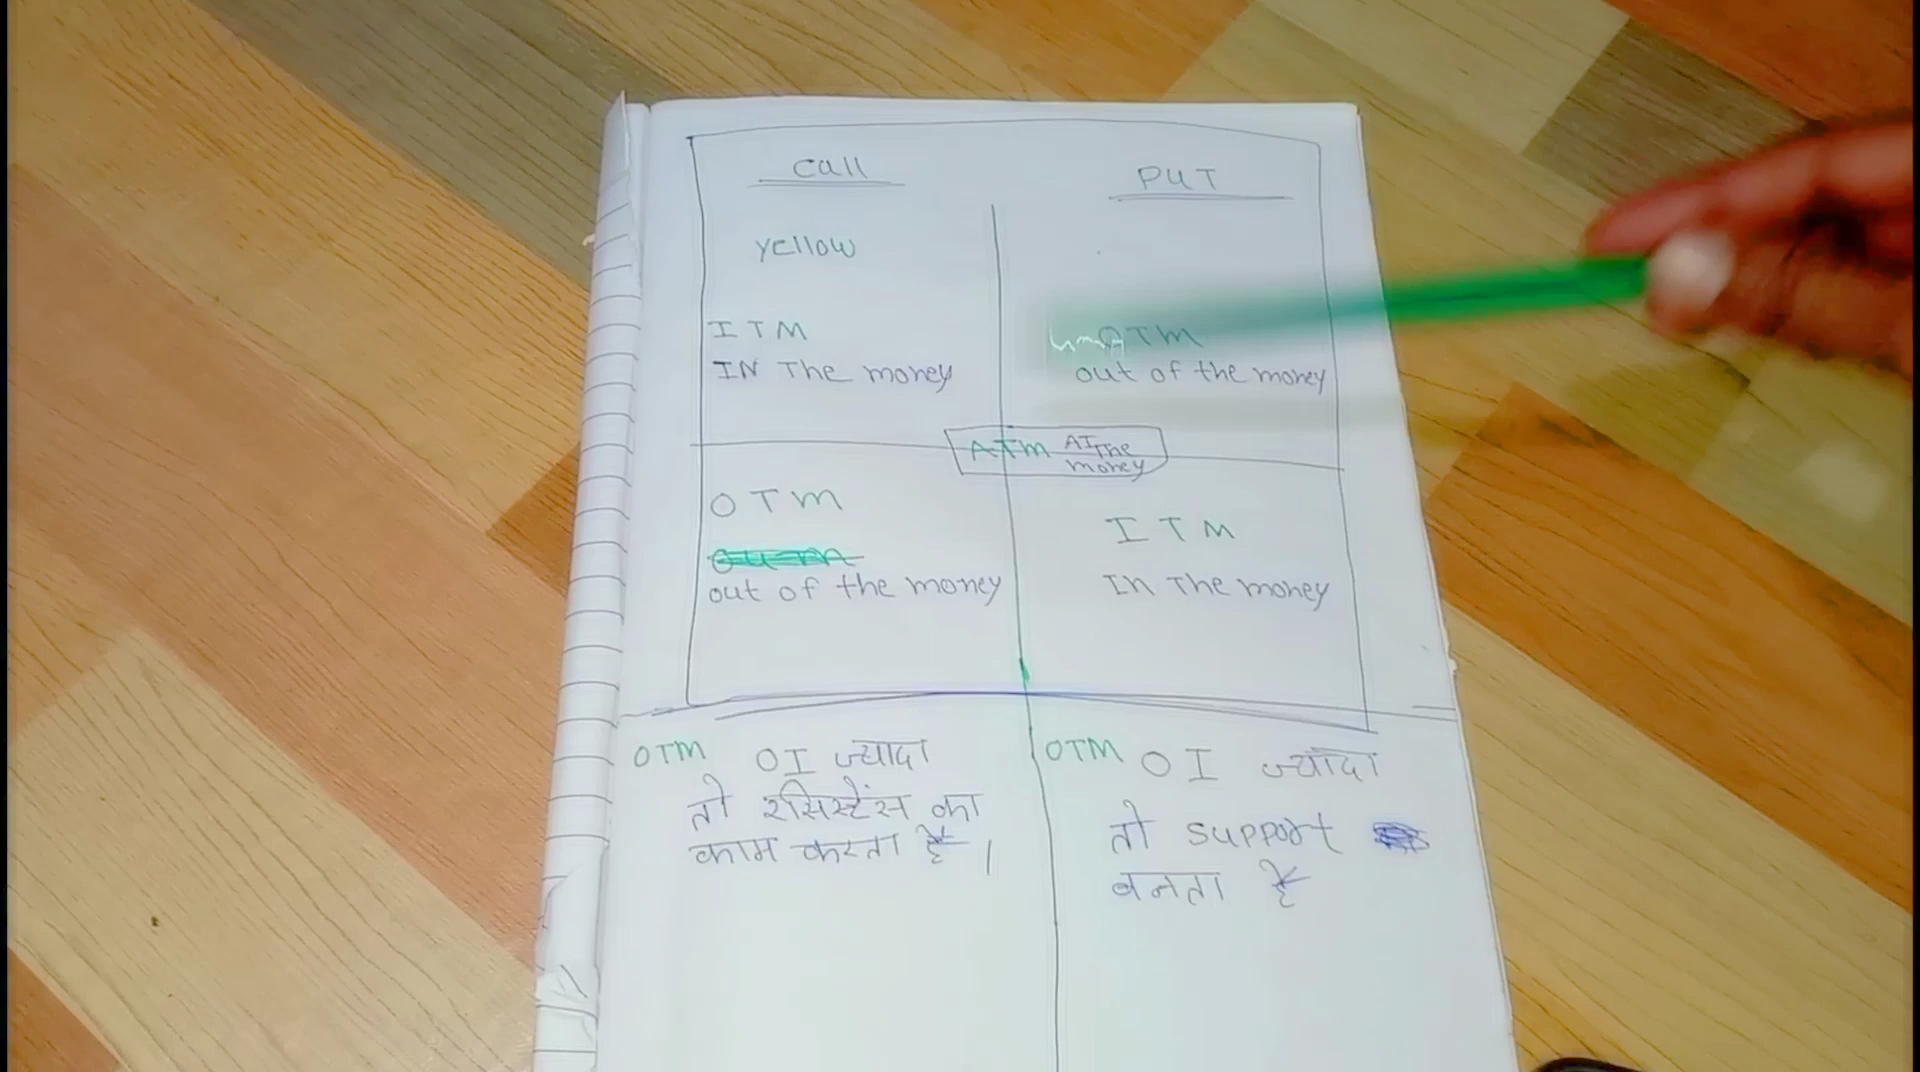 Call
PUT
Yellow
ITM
IN The money
OTM
out of the money
ATM AT The
money
OTM
out of the money
ITM
In The money
OTM OI ज्यादा
तो रसिस्टेंस का
काम करता है।
OTM OI ज्यादा
तो support
बनता है